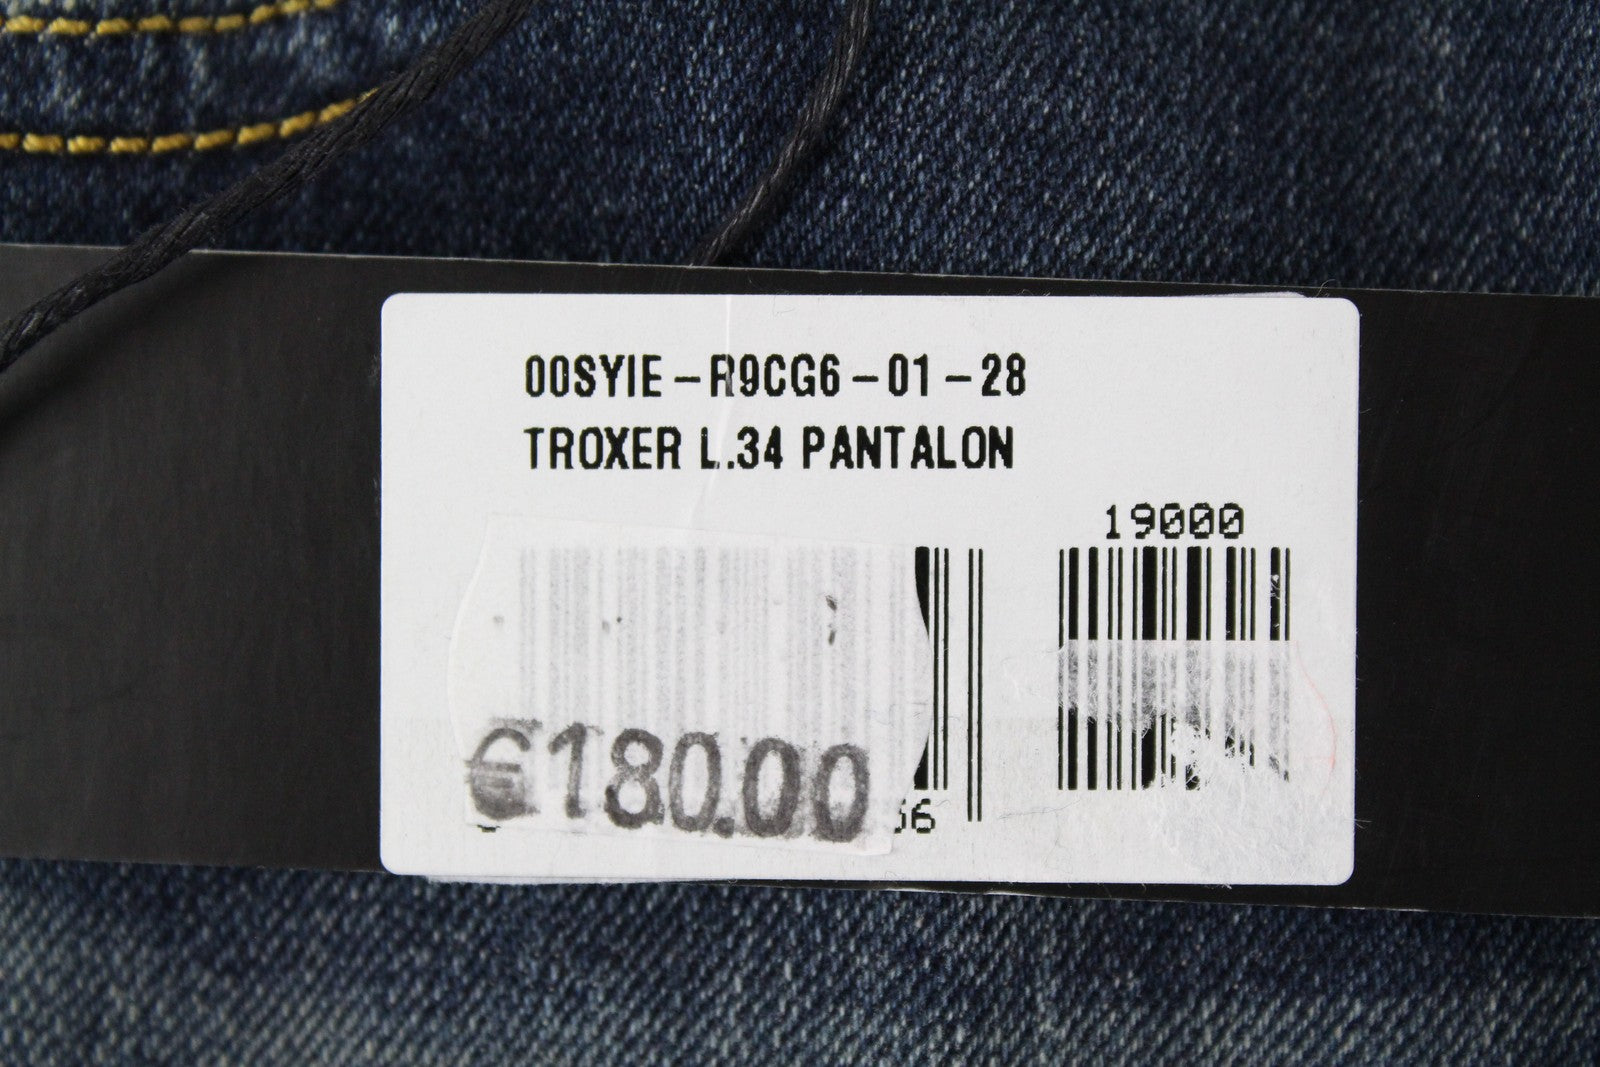 00SYIE-R9CG6-01-28
TROXER L.34 PANTALON
19000
€180.00